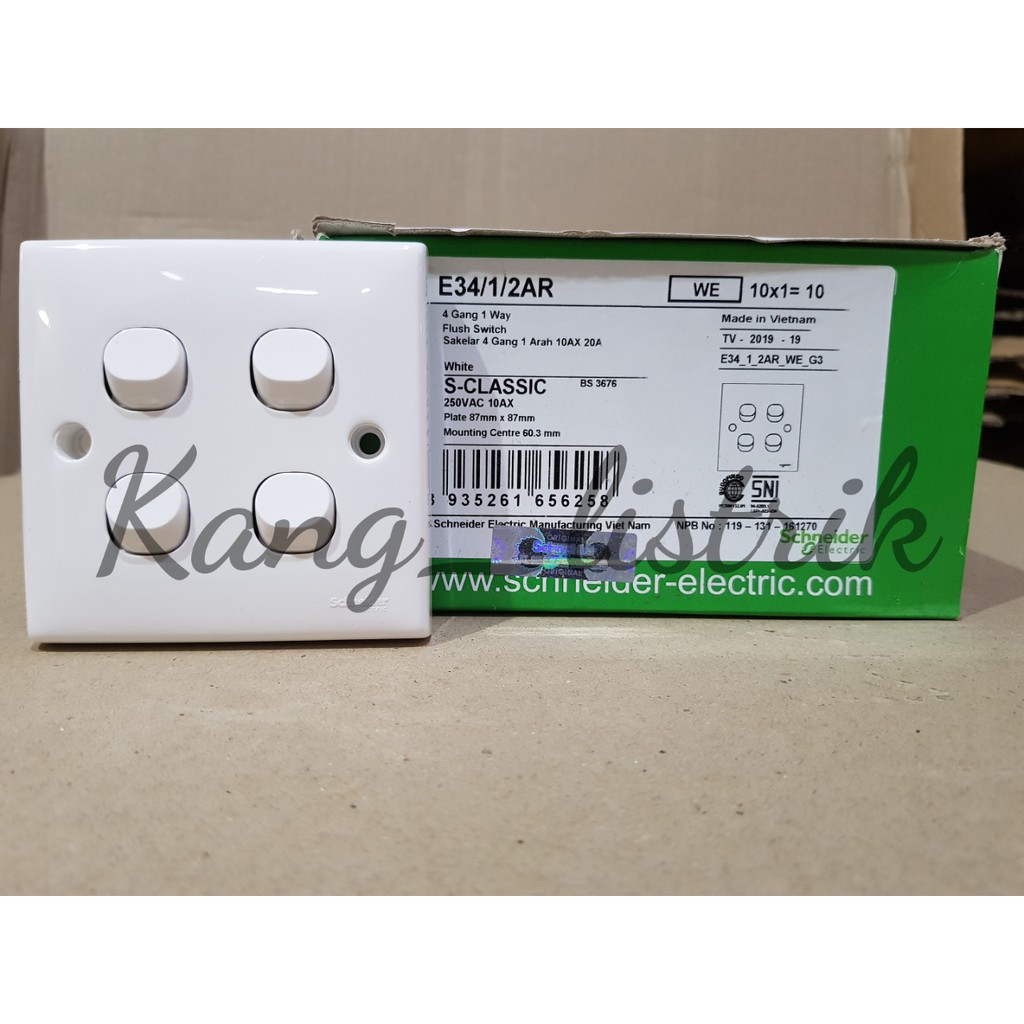 E34/1/2AR
WE
10x1= 10
4 Gang 1 Way
Flush Switch
Sakelar 4 Gang 1 Arah 10AX 20A
White
S-CLASSIC
BS 3676
250VAC 10AX
Plate 87mm x 87mm
Mounting Centre 60.3 mm
Made in Vietnam
TV - 2019 - 19
E34_1_2AR_WE_G3
SNI
935261 656258
Schneider Electric Manufacturing Viet Nam
NPB No : 119 - 131 - 161270
Schneider
Electric
www.schneider-electric.com
Schneider
Kang_listrik